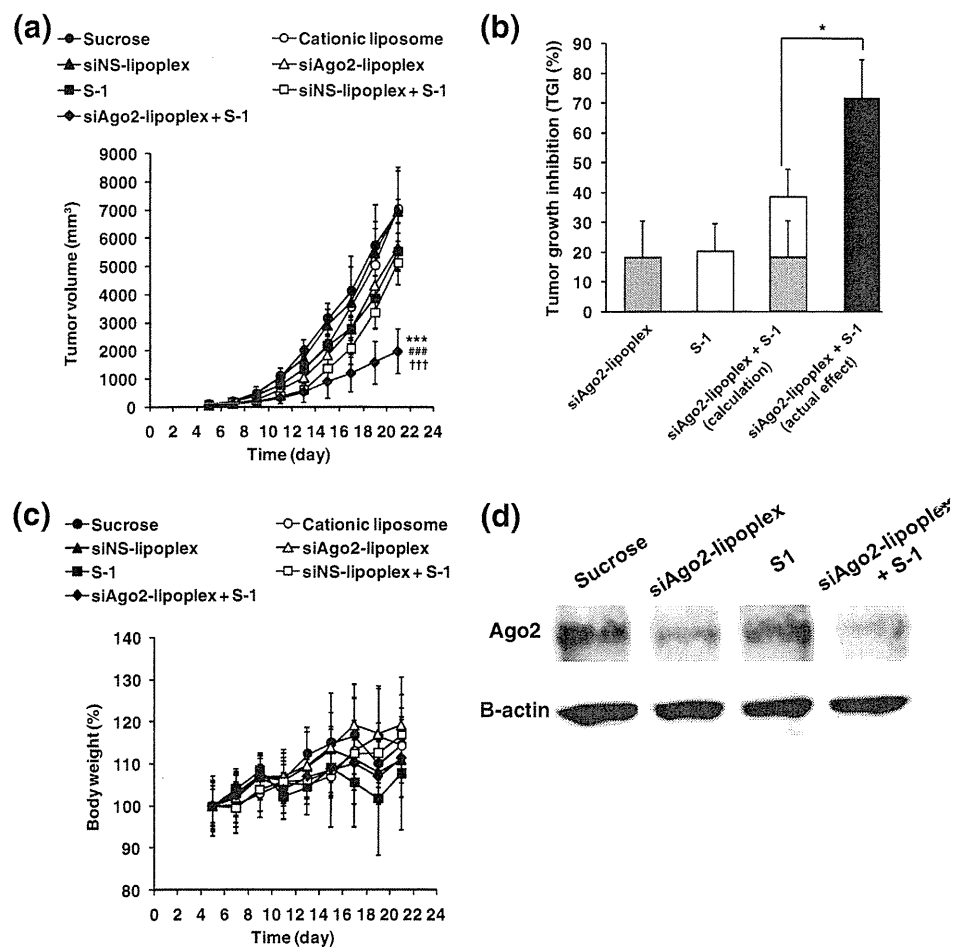 (a)
Sucrose
Cationic liposome
siNS-lipoplex
siAgo2-lipoplex
S-1
siNS-lipoplex + S-1
siAgo2-lipoplex + S-1
Tumor volume (mm³)
9000
8000
7000
6000
5000
4000
3000
2000
1000
0
***
###
†††
0 2 4 6 8 10 12 14 16 18 20 22 24
Time (day)
(b)
Tumor growth inhibition (TGI (%))
90
80
70
60
50
40
30
20
10
0
*
siAgo2-lipoplex
S-1
siAgo2-lipoplex + S-1
(calculation)
siAgo2-lipoplex + S-1
(actual effect)
(c)
Sucrose
Cationic liposome
siNS-lipoplex
siAgo2-lipoplex
S-1
siNS-lipoplex + S-1
siAgo2-lipoplex + S-1
Body weight (%)
140
130
120
110
100
90
80
0 2 4 6 8 10 12 14 16 18 20 22 24
Time (day)
(d)
Sucrose
siAgo2-lipoplex
S1
siAgo2-lipoplex
+ S-1
Ago2
B-actin